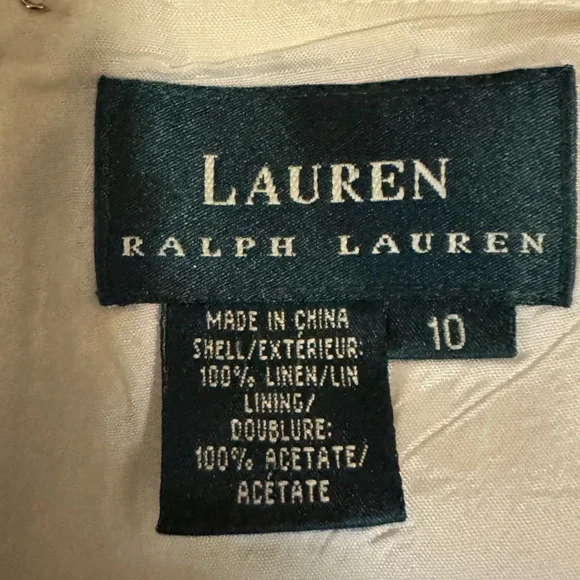 LAUREN
RALPH LAUREN
10
MADE IN CHINA
SHELL/EXTÉRIEUR:
100% LINEN/LIN
LINING/
DOUBLURE:
100% ACETATE/
ACÉTATE